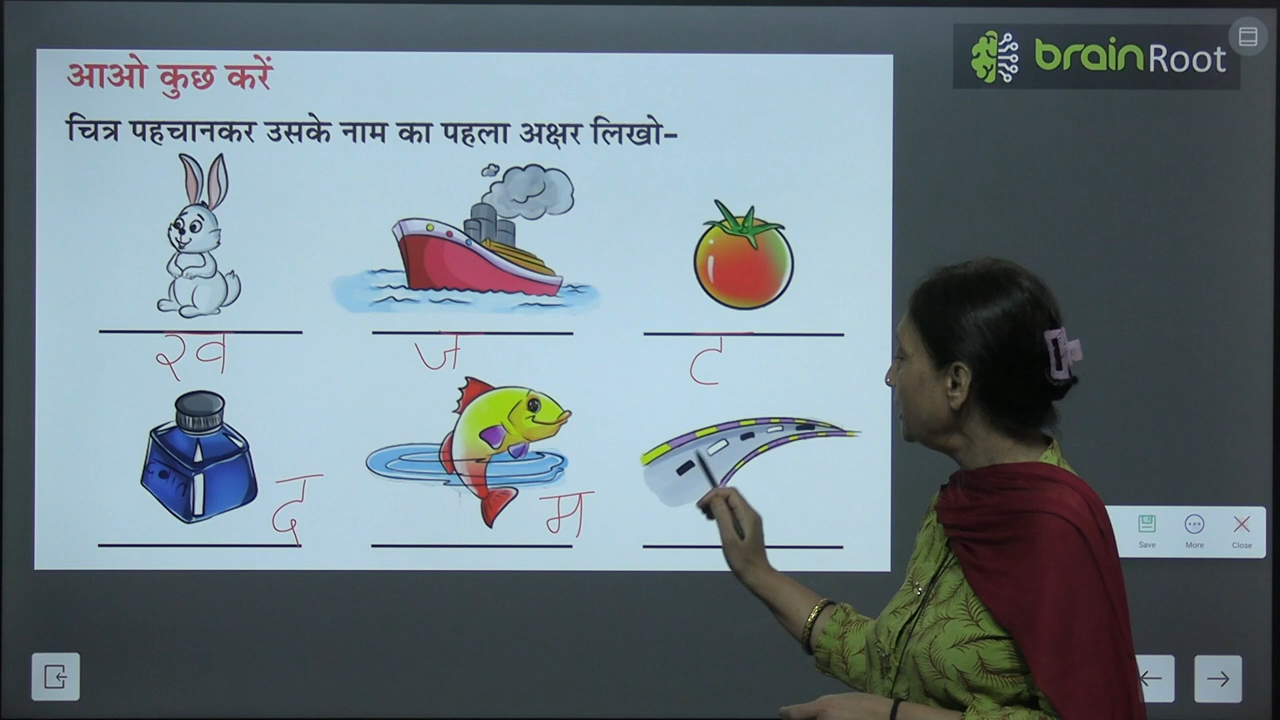 brainRoot
आओ कुछ करें
चित्र पहचानकर उसके नाम का पहला अक्षर लिखो-
ख ज ट
द म
Save More Close